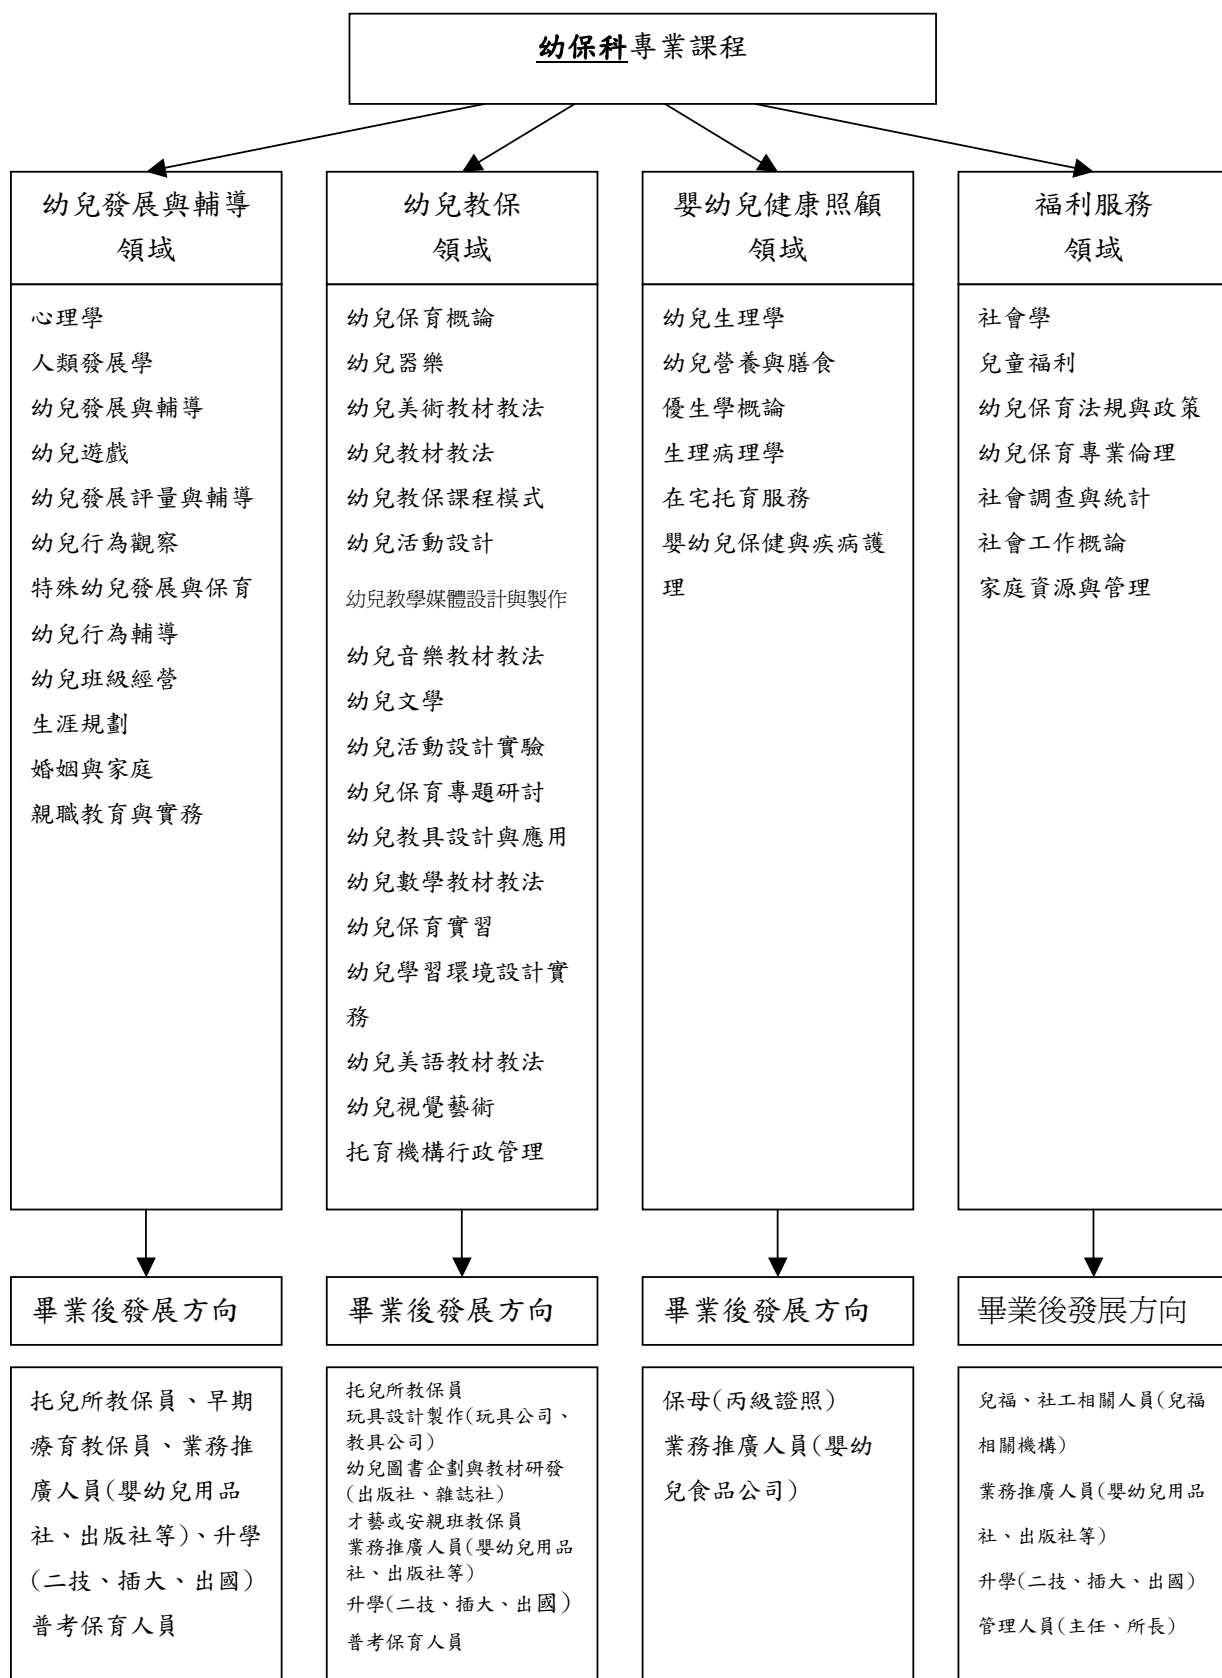 幼保科專業課程
幼兒發展與輔導
領域
心理學
人類發展學
幼兒發展與輔導
幼兒遊戲
幼兒發展評量與輔導
幼兒行為觀察
特殊幼兒發展與保育
幼兒行為輔導
幼兒班級經營
生涯規劃
婚姻與家庭
親職教育與實務
畢業後發展方向
托兒所教保員、早期
療育教保員、業務推
廣人員(嬰幼兒用品
社、出版社等)、升學
(二技、插大、出國)
普考保育人員
幼兒教保
領域
幼兒保育概論
幼兒器樂
幼兒美術教材教法
幼兒教材教法
幼兒教保課程模式
幼兒活動設計
幼兒教學媒體設計與製作
幼兒音樂教材教法
幼兒文學
幼兒活動設計實驗
幼兒保育專題研討
幼兒教具設計與應用
幼兒數學教材教法
幼兒保育實習
幼兒學習環境設計實
務
幼兒美語教材教法
幼兒視覺藝術
托育機構行政管理
畢業後發展方向
托兒所教保員
玩具設計製作(玩具公司、
教具公司)
幼兒圖書企劃與教材研發
(出版社、雜誌社)
才藝或安親班教保員
業務推廣人員(嬰幼兒用品
社、出版社等)
升學(二技、插大、出國)
普考保育人員
嬰幼兒健康照顧
領域
幼兒生理學
幼兒營養與膳食
優生學概論
生理病理學
在宅托育服務
嬰幼兒保健與疾病護
理
畢業後發展方向
保母(丙級證照)
業務推廣人員(嬰幼
兒食品公司)
福利服務
領域
社會學
兒童福利
幼兒保育法規與政策
幼兒保育專業倫理
社會調查與統計
社會工作概論
家庭資源與管理
畢業後發展方向
兒福、社工相關人員(兒福
相關機構)
業務推廣人員(嬰幼兒用品
社、出版社等)
升學(二技、插大、出國)
管理人員(主任、所長)